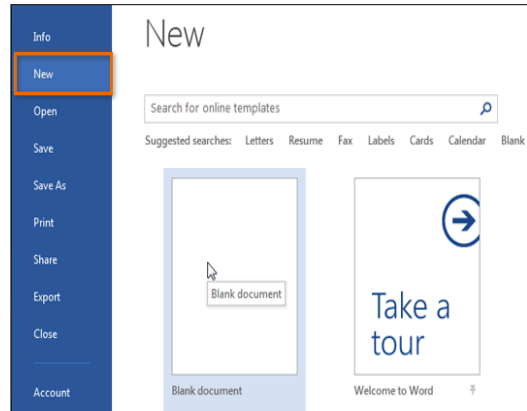 Info
New
Open
Save
Save As
Print
Share
Export
Close
Account
New
Search for online templates
Suggested searches: Letters Resume Fax Labels Cards Calendar Blank
Blank document
Take a
tour
Blank document
Welcome to Word